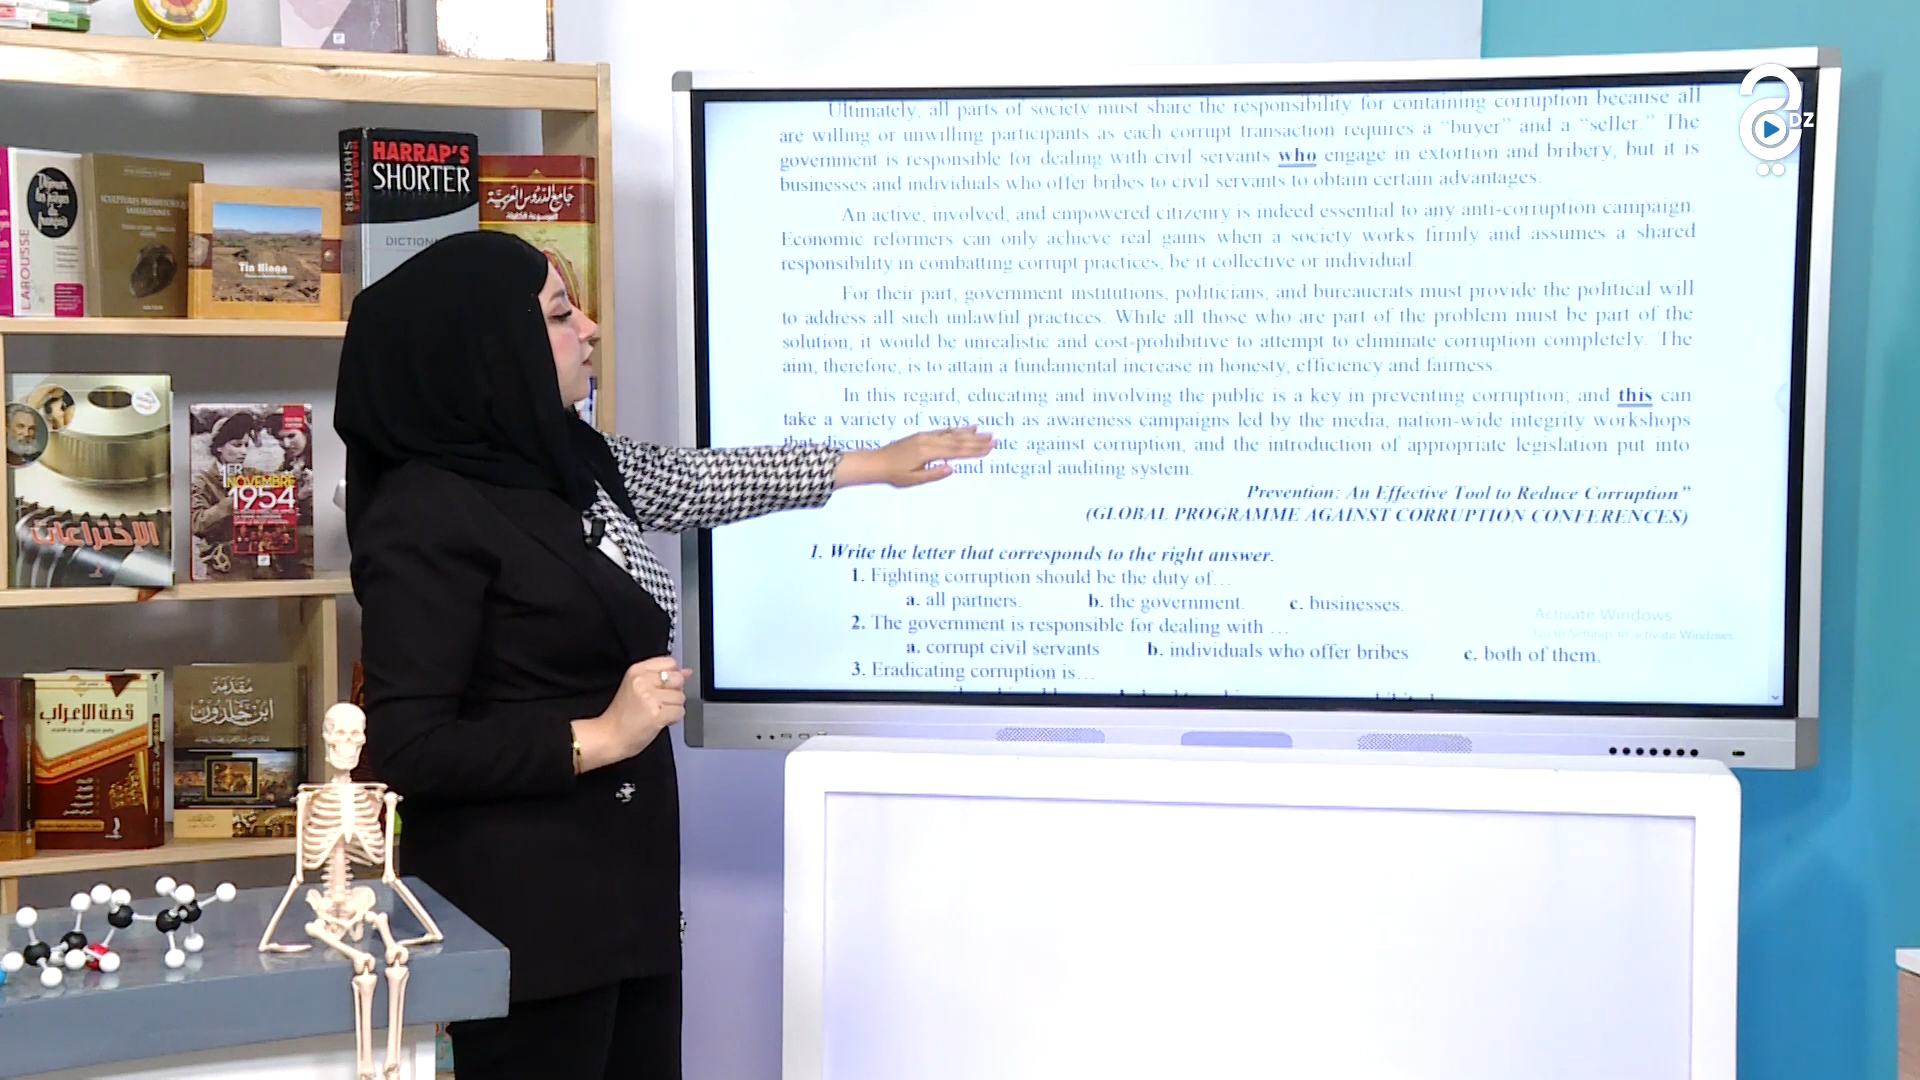 HARRAP'S
SHORTER
SHORTER
LAROUSSE
Tin Hinan
1ER
NOVEMBRE
1954
الإختراعات
قصة الإعراب
مقدمة
ابن خلدون
DZ
Ultimately, all parts of society must share the responsibility for containing corruption because all
are willing or unwilling participants as each corrupt transaction requires a “buyer” and a “seller.” The
government is responsible for dealing with civil servants who engage in extortion and bribery, but it is
businesses and individuals who offer bribes to civil servants to obtain certain advantages.
An active, involved, and empowered citizenry is indeed essential to any anti-corruption campaign.
Economic reformers can only achieve real gains when a society works firmly and assumes a shared
responsibility in combatting corrupt practices, be it collective or individual.
For their part, government institutions, politicians, and bureaucrats must provide the political will
to address all such unlawful practices. While all those who are part of the problem must be part of the
solution, it would be unrealistic and cost-prohibitive to attempt to eliminate corruption completely. The
aim, therefore, is to attain a fundamental increase in honesty, efficiency and fairness.
In this regard, educating and involving the public is a key in preventing corruption; and this can
take a variety of ways such as awareness campaigns led by the media, nation-wide integrity workshops
that discuss against corruption, and the introduction of appropriate legislation put into
and integral auditing system.
Prevention: An Effective Tool to Reduce Corruption”
(GLOBAL PROGRAMME AGAINST CORRUPTION CONFERENCES)
1. Write the letter that corresponds to the right answer.
1. Fighting corruption should be the duty of…
a. all partners. b. the government. c. businesses.
2. The government is responsible for dealing with …
a. corrupt civil servants b. individuals who offer bribes c. both of them.
3. Eradicating corruption is…
Activate Windows
Go to Settings to activate Windows.